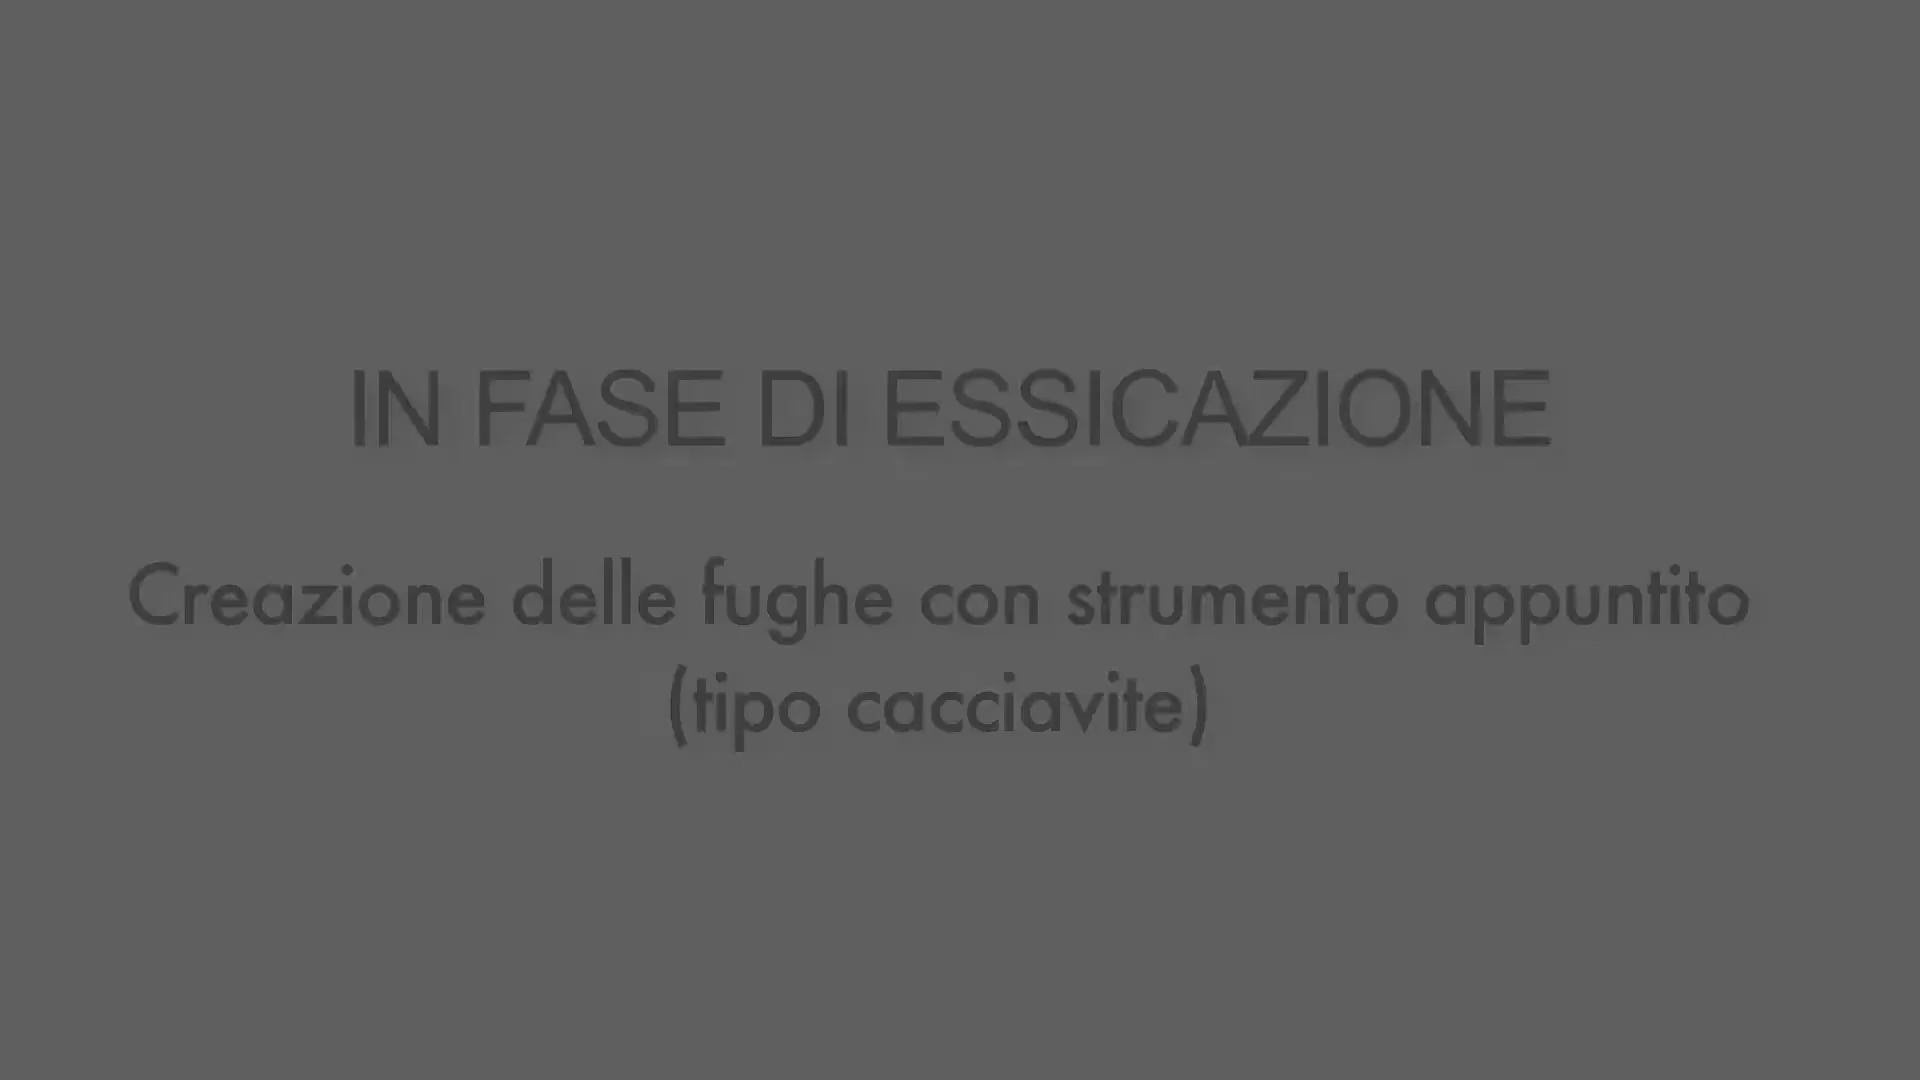 IN FASE DI ESSICAZIONE
Creazione delle fughe con strumento appuntito
(tipo cacciavite)